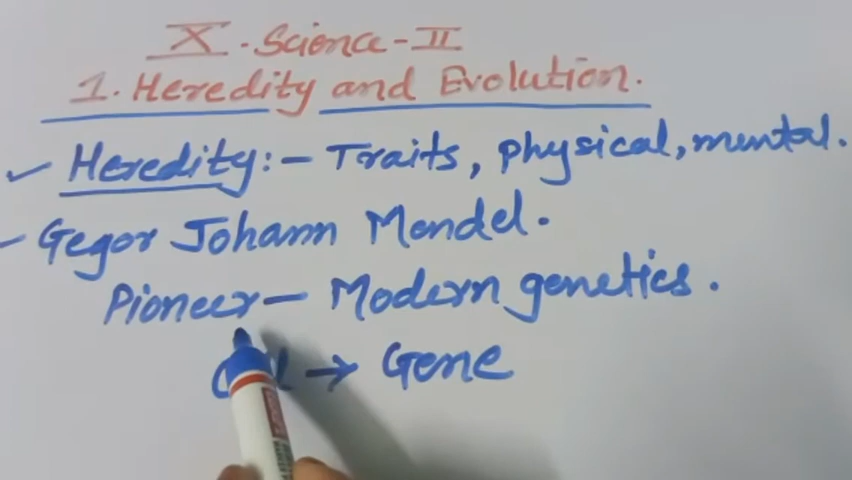 X. Science-II
1. Heredity and Evolution.
Heredity:- Traits, physical, mental.
Gegor Johann Mendel.
Pioneer - Modern genetics.
→ Gene